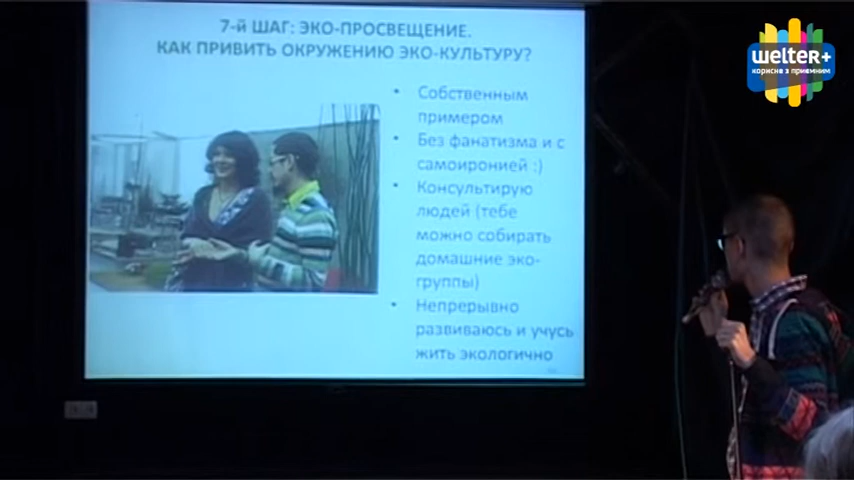 7-й ШАГ: ЭКО-ПРОСВЕЩЕНИЕ.
КАК ПРИВИТЬ ОКРУЖЕНИЮ ЭКО-КУЛЬТУРУ?
• Собственным
примером
• Без фанатизма и с
самоиронией :)
• Консультирую
людей (тебе
можно собирать
домашние эко-
группы)
• Непрерывно
развиваюсь и учусь
жить экологично
welter+
корисне з приємним